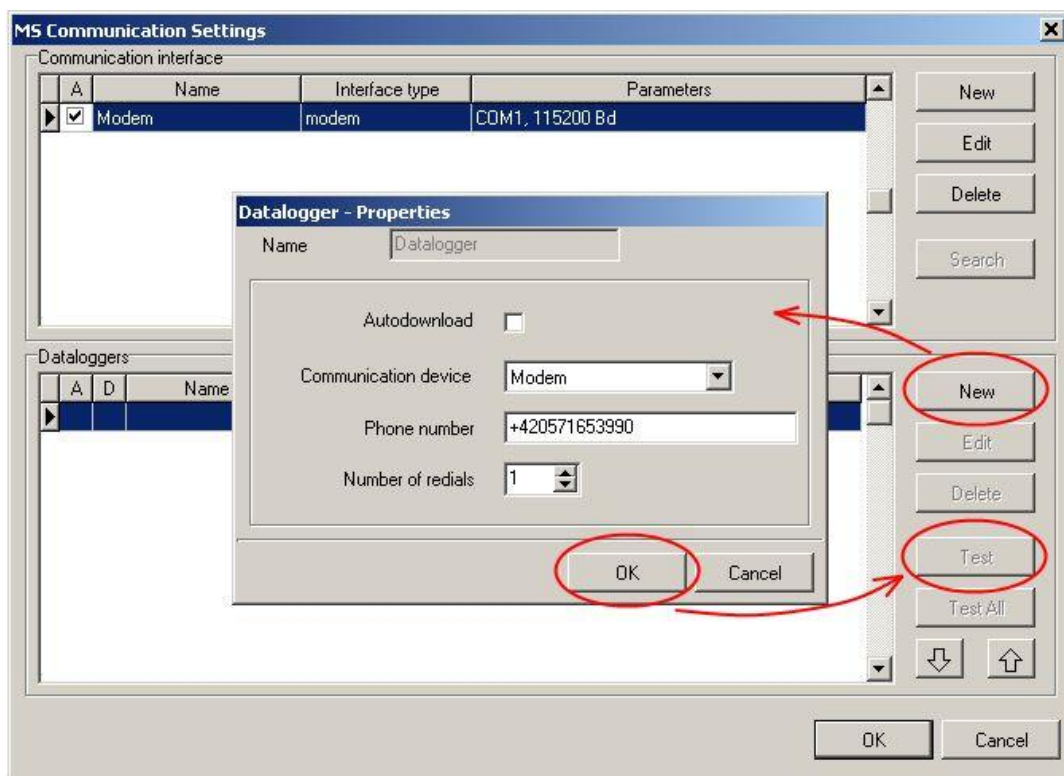 MS Communication Settings
Communication interface
A Name Interface type Parameters
Modem modem COM1, 115200 Bd
New
Edit
Delete
Search
Datalogger - Properties
Name Datalogger
Autodownload
Communication device Modem
Phone number +420571653990
Number of redials 1
OK Cancel
Dataloggers
A D Name
New
Edit
Delete
Test
Test All
OK Cancel